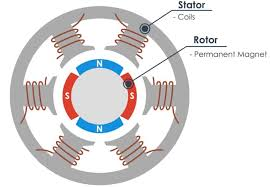 Stator
- Coils
Rotor
- Permanent Magnet
N
S
S
N